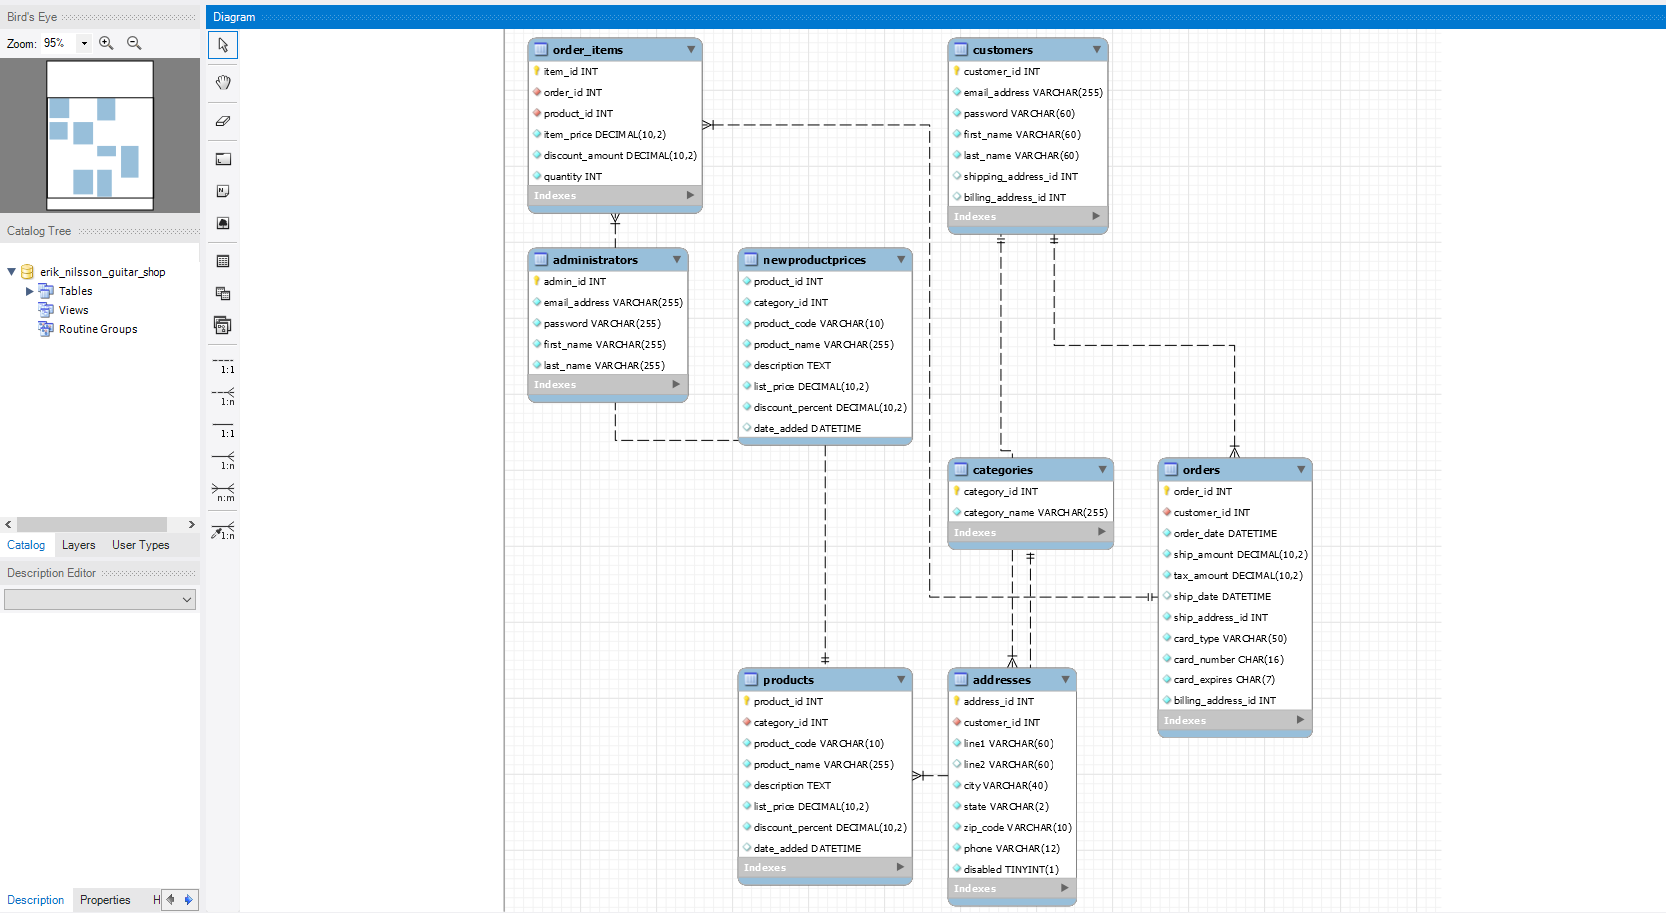 Bird's Eye
Zoom: 95%
Catalog Tree
erik_nilsson_guitar_shop
Tables
Views
Routine Groups
Catalog Layers User Types
Description Editor
Description Properties H
Diagram
1:1
1:n
1:1
1:n
n:m
1:n
order_items
item_id INT
order_id INT
product_id INT
item_price DECIMAL(10,2)
discount_amount DECIMAL(10,2)
quantity INT
Indexes
customers
customer_id INT
email_address VARCHAR(255)
password VARCHAR(60)
first_name VARCHAR(60)
last_name VARCHAR(60)
shipping_address_id INT
billing_address_id INT
Indexes
administrators
admin_id INT
email_address VARCHAR(255)
password VARCHAR(255)
first_name VARCHAR(255)
last_name VARCHAR(255)
Indexes
newproductprices
product_id INT
category_id INT
product_code VARCHAR(10)
product_name VARCHAR(255)
description TEXT
list_price DECIMAL(10,2)
discount_percent DECIMAL(10,2)
date_added DATETIME
categories
category_id INT
category_name VARCHAR(255)
Indexes
orders
order_id INT
customer_id INT
order_date DATETIME
ship_amount DECIMAL(10,2)
tax_amount DECIMAL(10,2)
ship_date DATETIME
ship_address_id INT
card_type VARCHAR(50)
card_number CHAR(16)
card_expires CHAR(7)
billing_address_id INT
Indexes
products
product_id INT
category_id INT
product_code VARCHAR(10)
product_name VARCHAR(255)
description TEXT
list_price DECIMAL(10,2)
discount_percent DECIMAL(10,2)
date_added DATETIME
Indexes
addresses
address_id INT
customer_id INT
line1 VARCHAR(60)
line2 VARCHAR(60)
city VARCHAR(40)
state VARCHAR(2)
zip_code VARCHAR(10)
phone VARCHAR(12)
disabled TINYINT(1)
Indexes